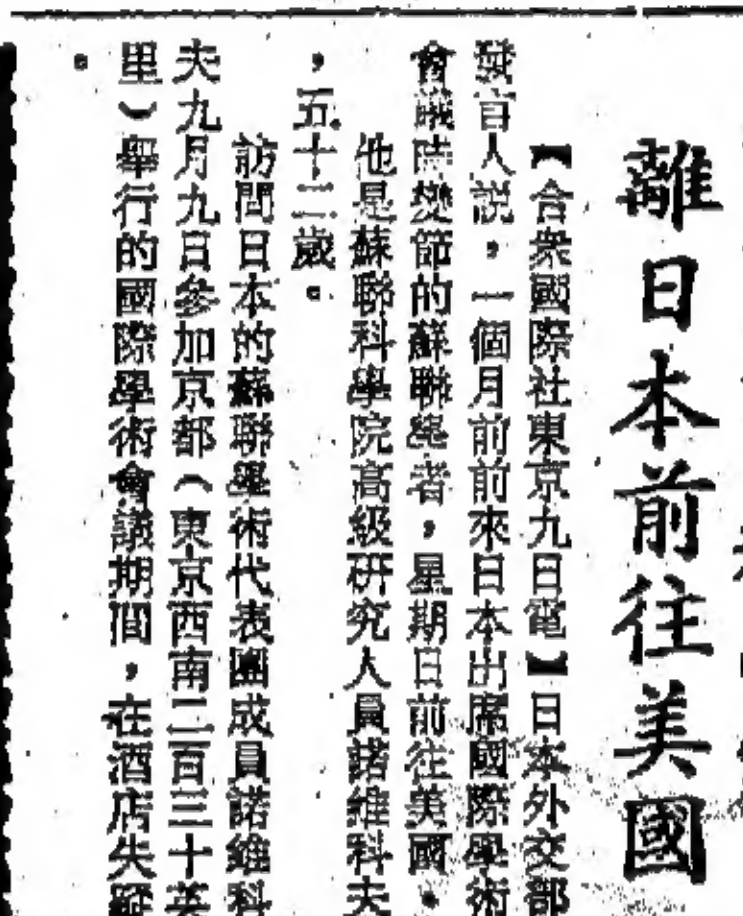 離日本前往美國
【合衆國際社東京九日電】日本外交部
發言人説，一個月前前來日本出席國際學術
會議時變節的蘇聯學者，星期日前往美國。
他是蘇聯科學院高級研究人員諾維科夫
，五十二歲。
訪問日本的蘇聯學術代表團成員諾維科
夫九月九日參加京都（東京西南二百三十英
里）舉行的國際學術會議期間，在酒店失蹤
。